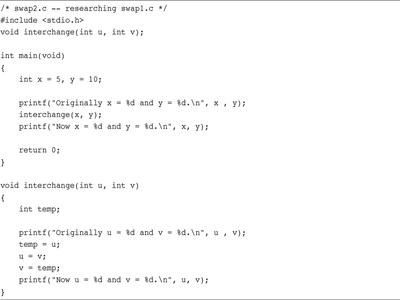 /* swap2.c -- researching swap1.c */
#include <stdio.h>
void interchange(int u, int v);

int main(void)
{
    int x = 5, y = 10;

    printf("Originally x = %d and y = %d.\n", x , y);
    interchange(x, y);
    printf("Now x = %d and y = %d.\n", x, y);

    return 0;
}

void interchange(int u, int v)
{
    int temp;

    printf("Originally u = %d and v = %d.\n", u , v);
    temp = u;
    u = v;
    v = temp;
    printf("Now u = %d and v = %d.\n", u, v);
}